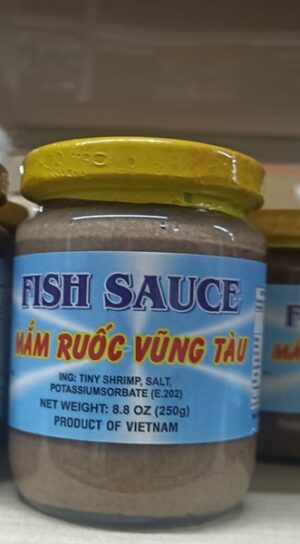 FISH SAUCE
MẮM RUỐC VŨNG TÀU
ING: TINY SHRIMP, SALT,
POTASSIUMSORBATE (E.202)
NET WEIGHT: 8.8 OZ (250g)
PRODUCT OF VIETNAM